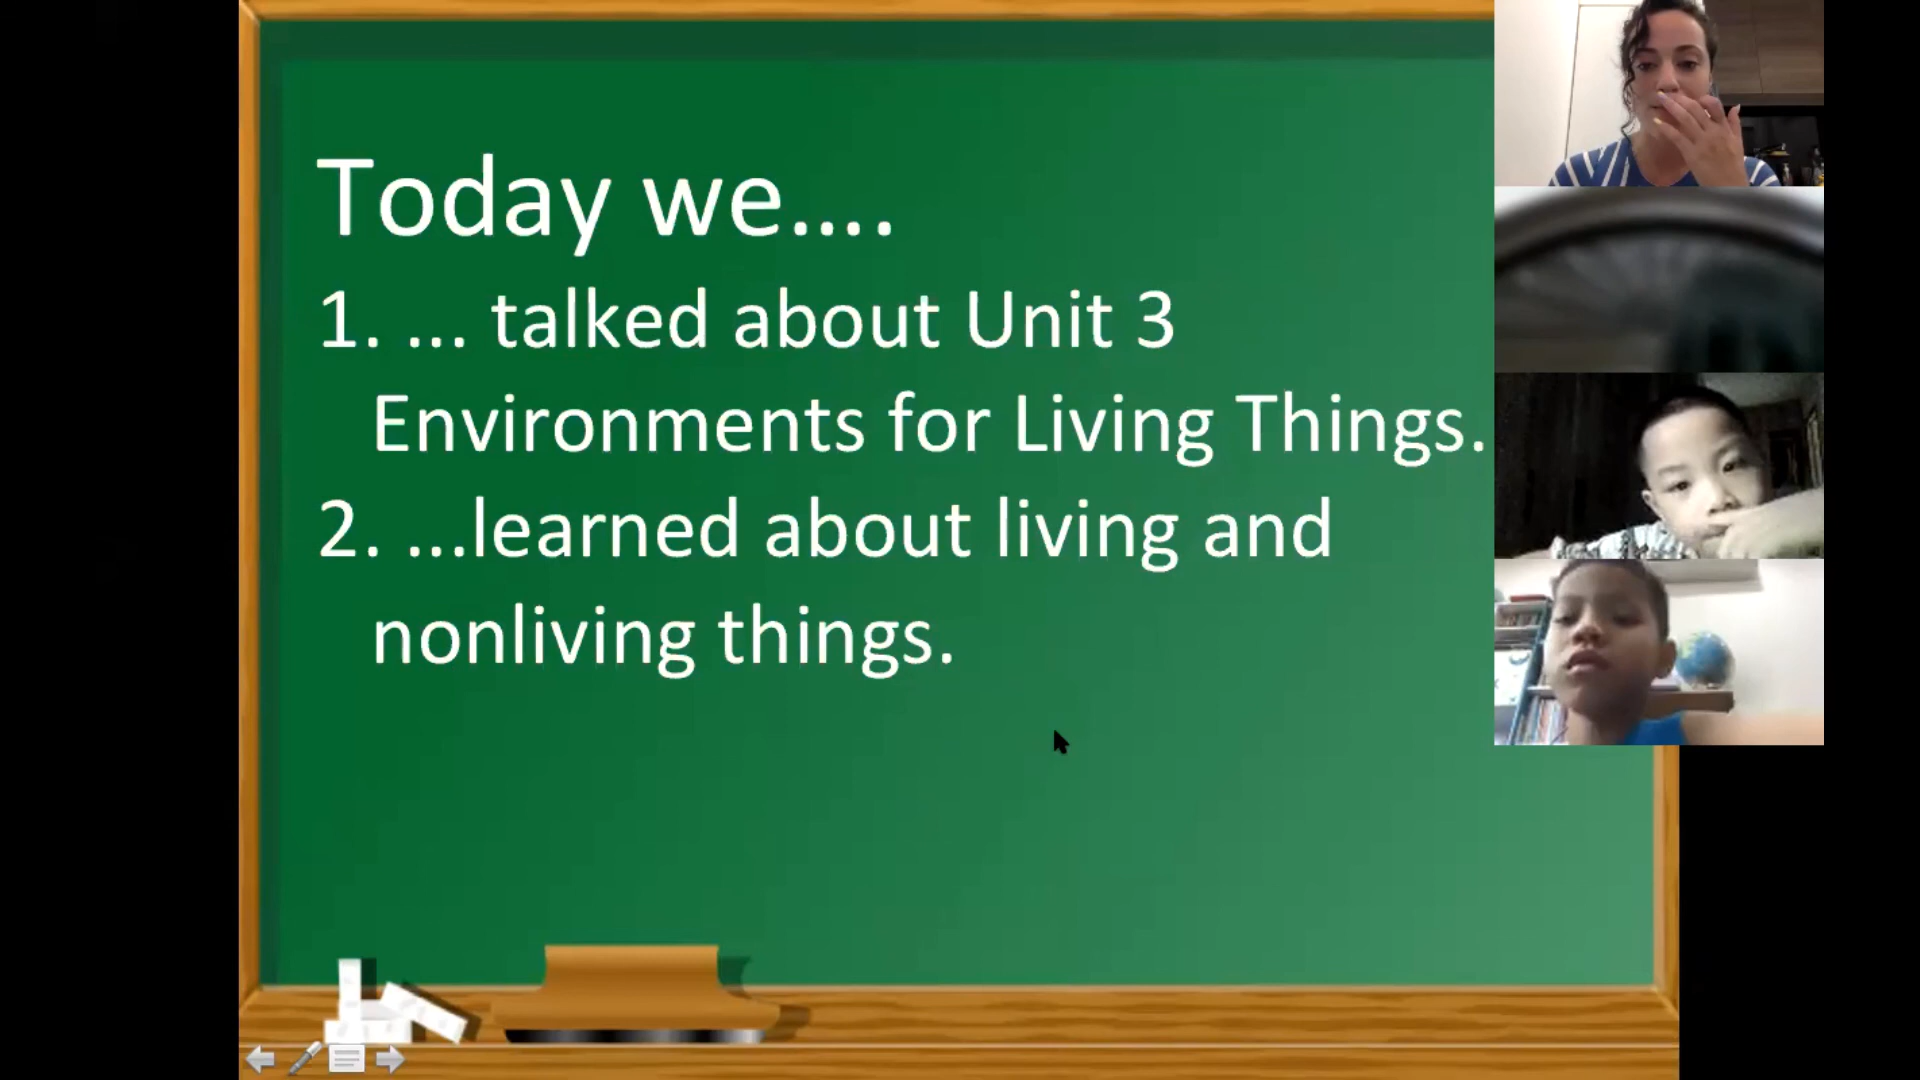 Today we....
1. ... talked about Unit 3
Environments for Living Things.
2. ...learned about living and
nonliving things.